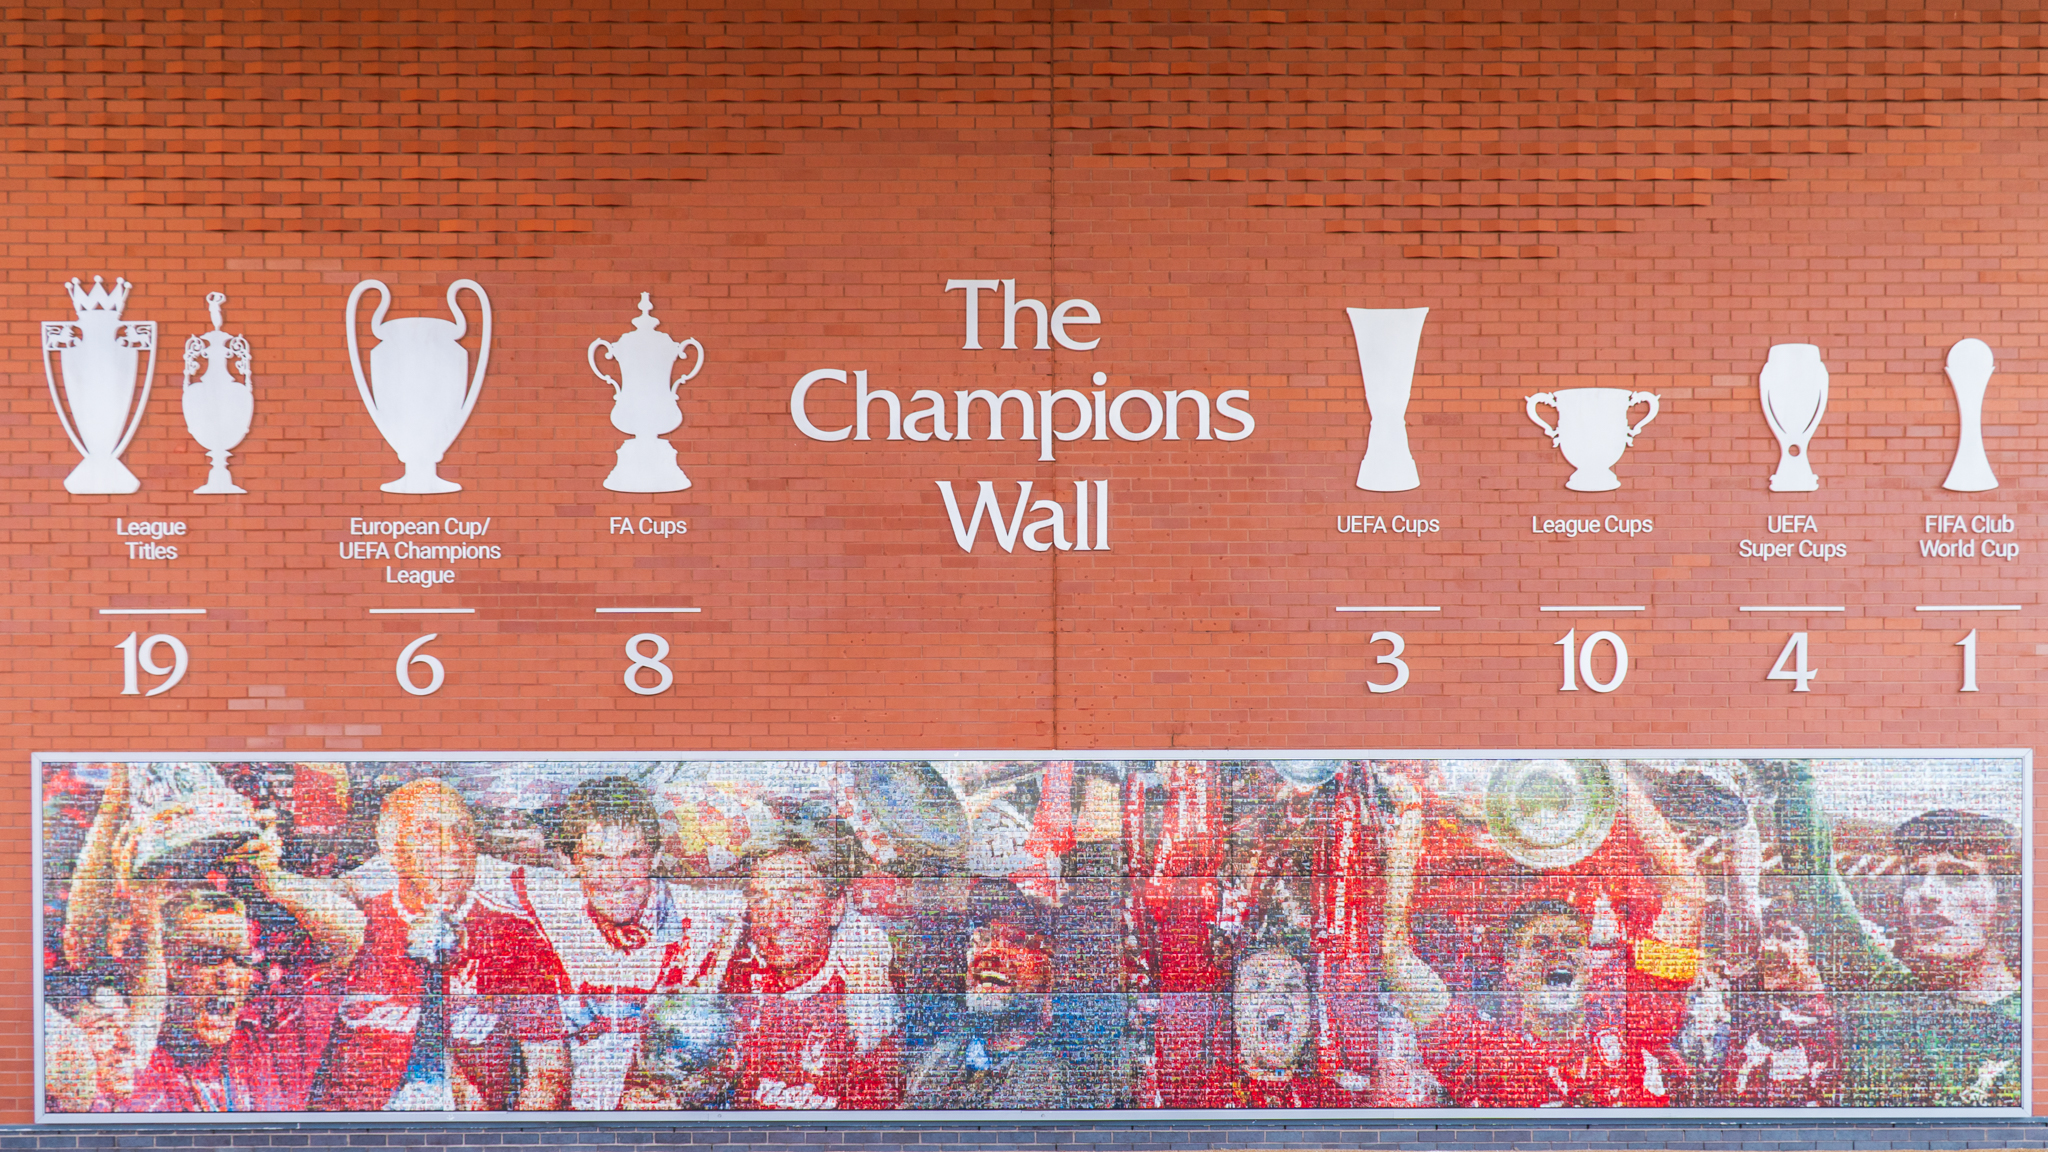 The
Champions
Wall
League
Titles
19
European Cup/
UEFA Champions
League
6
FA Cups
8
UEFA Cups
3
League Cups
10
UEFA
Super Cups
4
FIFA Club
World Cup
1